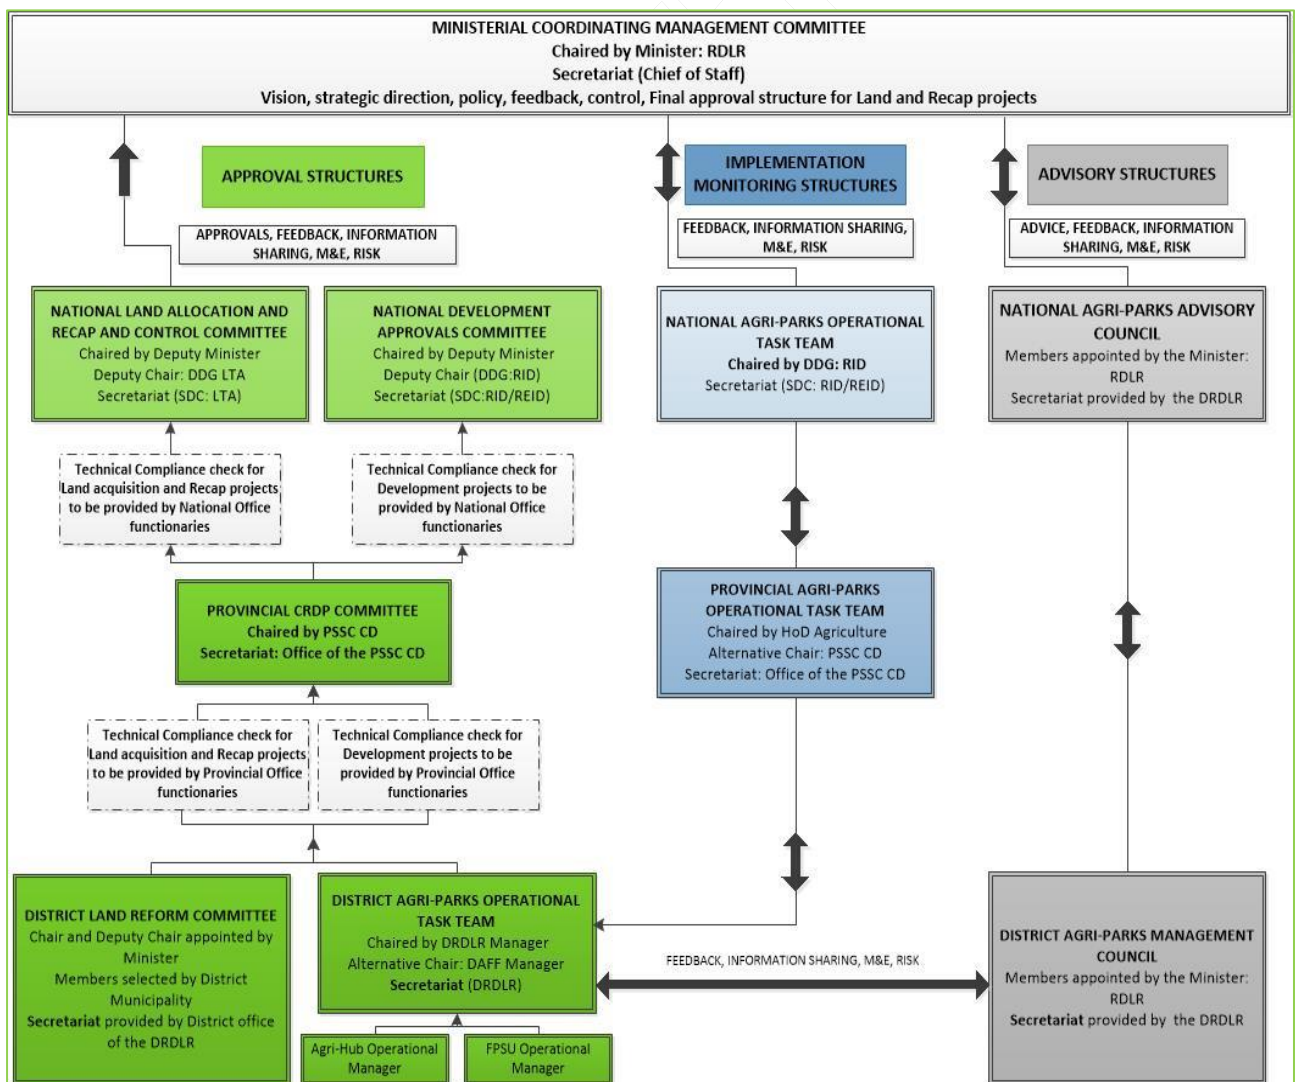 MINISTERIAL COORDINATING MANAGEMENT COMMITTEE
Chaired by Minister: RDLR
Secretariat (Chief of Staff)
Vision, strategic direction, policy, feedback, control, Final approval structure for Land and Recap projects
APPROVAL STRUCTURES
IMPLEMENTATION
MONITORING STRUCTURES
ADVISORY STRUCTURES
APPROVALS, FEEDBACK, INFORMATION
SHARING, M&E, RISK
FEEDBACK, INFORMATION SHARING,
M&E, RISK
ADVICE, FEEDBACK, INFORMATION
SHARING, M&E, RISK
NATIONAL LAND ALLOCATION AND
RECAP AND CONTROL COMMITTEE
Chaired by Deputy Minister
Deputy Chair: DDG LTA
Secretariat (SDC: LTA)
NATIONAL DEVELOPMENT
APPROVALS COMMITTEE
Chaired by Deputy Minister
Deputy Chair (DDG:RID)
Secretariat (SDC:RID/REID)
NATIONAL AGRI-PARKS OPERATIONAL
TASK TEAM
Chaired by DDG: RID
Secretariat (SDC: RID/REID)
NATIONAL AGRI-PARKS ADVISORY
COUNCIL
Members appointed by the Minister:
RDLR
Secretariat provided by the DRDLR
Technical Compliance check for
Land acquisition and Recap projects
to be provided by National Office
functionaries
Technical Compliance check for
Development projects to be
provided by National Office
functionaries
PROVINCIAL CRDP COMMITTEE
Chaired by PSSC CD
Secretariat: Office of the PSSC CD
PROVINCIAL AGRI-PARKS
OPERATIONAL TASK TEAM
Chaired by HoD Agriculture
Alternative Chair: PSSC CD
Secretariat: Office of the PSSC CD
Technical Compliance check for
Land acquisition and Recap projects
to be provided by Provincial Office
functionaries
Technical Compliance check for
Development projects to be
provided by Provincial Office
functionaries
DISTRICT LAND REFORM COMMITTEE
Chair and Deputy Chair appointed by
Minister
Members selected by District
Municipality
Secretariat provided by District office
of the DRDLR
DISTRICT AGRI-PARKS OPERATIONAL
TASK TEAM
Chaired by DRDLR Manager
Alternative Chair: DAFF Manager
Secretariat (DRDLR)
FEEDBACK, INFORMATION SHARING, M&E, RISK
DISTRICT AGRI-PARKS MANAGEMENT
COUNCIL
Members appointed by the Minister:
RDLR
Secretariat provided by the DRDLR
Agri-Hub Operational
Manager
FPSU Operational
Manager